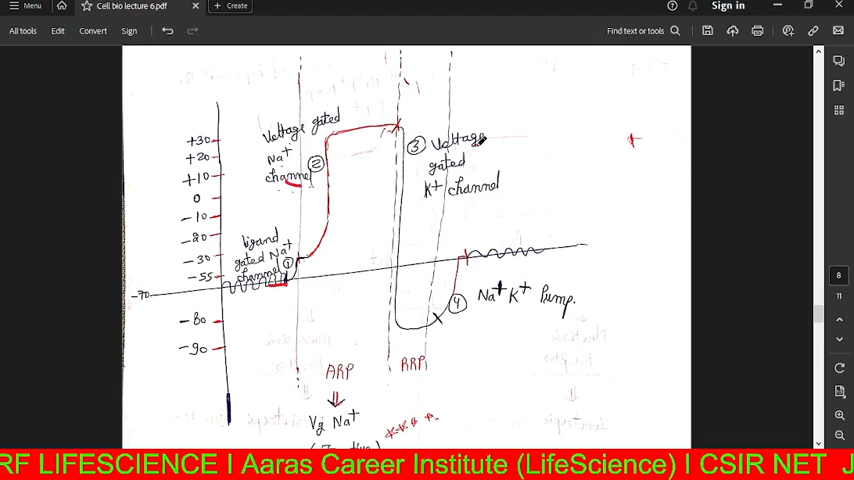 Menu
Cell bio lecture 6.pdf
Create
Sign in
All tools
Edit
Convert
Sign
Find text or tools
Voltage gated
Na+
channel
②
+30
+20
+10
0
-10
-20
-30
-55
-70
-80
-90
ligand
gated Na+
channel
①
③ Voltage
gated
K+ channel
④ Na+ K+ Pump.
ARP
RRP
Vg Na+
8
11
RF LIFESCIENCE I Aaras Career Institute (LifeScience) I CSIR NET J